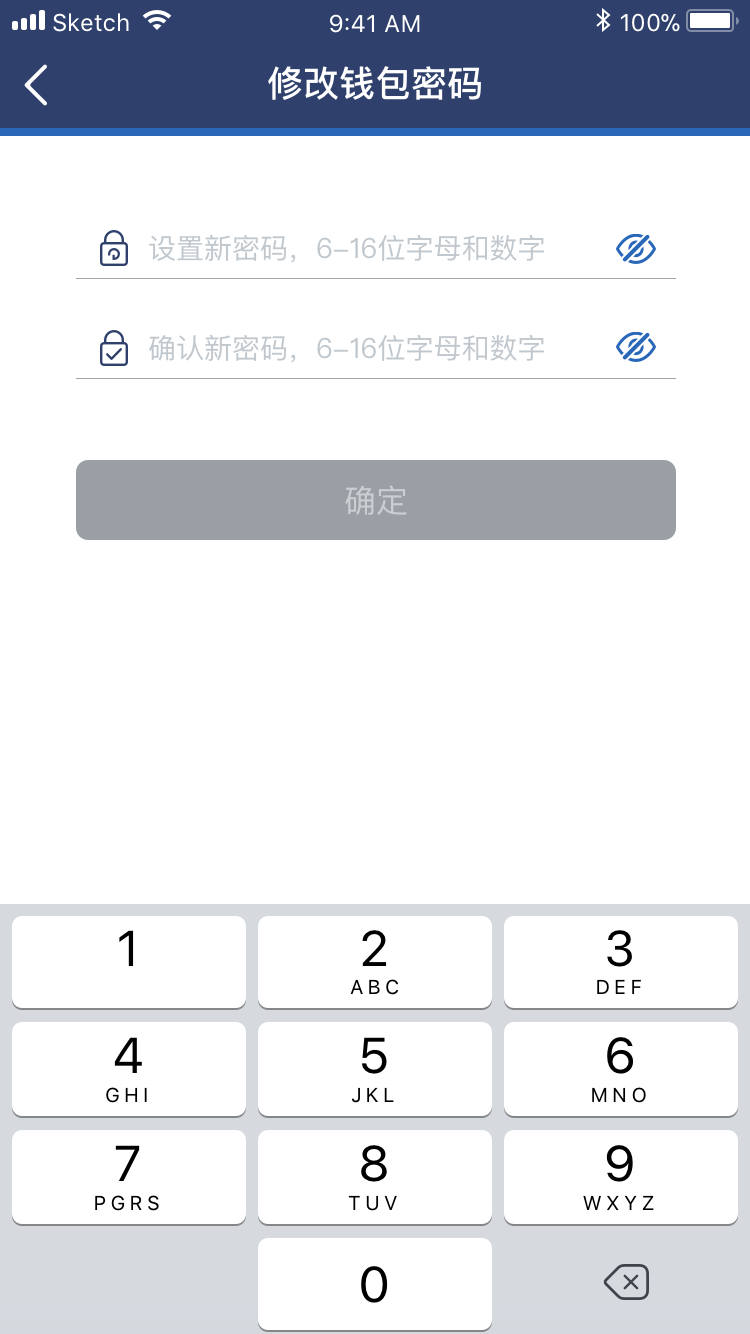 Sketch 9:41 AM 100%
修改钱包密码
设置新密码，6-16位字母和数字
确认新密码，6-16位字母和数字
确定
1 2 3
ABC DEF
4 5 6
GHI JKL MNO
7 8 9
PGRS TUV WXYZ
0